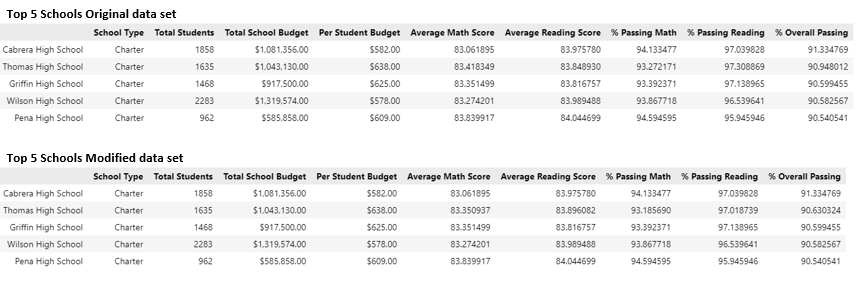 Top 5 Schools Original data set
School Type Total Students Total School Budget Per Student Budget Average Math Score Average Reading Score % Passing Math % Passing Reading % Overall Passing
Cabrera High School Charter 1858 $1,081,356.00 $582.00 83.061895 83.975780 94.133477 97.039828 91.334769
Thomas High School Charter 1635 $1,043,130.00 $638.00 83.418349 83.848930 93.272171 97.308869 90.948012
Griffin High School Charter 1468 $917,500.00 $625.00 83.351499 83.816757 93.392371 97.138965 90.599455
Wilson High School Charter 2283 $1,319,574.00 $578.00 83.274201 83.989488 93.867718 96.539641 90.582567
Pena High School Charter 962 $585,858.00 $609.00 83.839917 84.044699 94.594595 95.945946 90.540541
Top 5 Schools Modified data set
School Type Total Students Total School Budget Per Student Budget Average Math Score Average Reading Score % Passing Math % Passing Reading % Overall Passing
Cabrera High School Charter 1858 $1,081,356.00 $582.00 83.061895 83.975780 94.133477 97.039828 91.334769
Thomas High School Charter 1635 $1,043,130.00 $638.00 83.350937 83.896082 93.185690 97.018739 90.630324
Griffin High School Charter 1468 $917,500.00 $625.00 83.351499 83.816757 93.392371 97.138965 90.599455
Wilson High School Charter 2283 $1,319,574.00 $578.00 83.274201 83.989488 93.867718 96.539641 90.582567
Pena High School Charter 962 $585,858.00 $609.00 83.839917 84.044699 94.594595 95.945946 90.540541